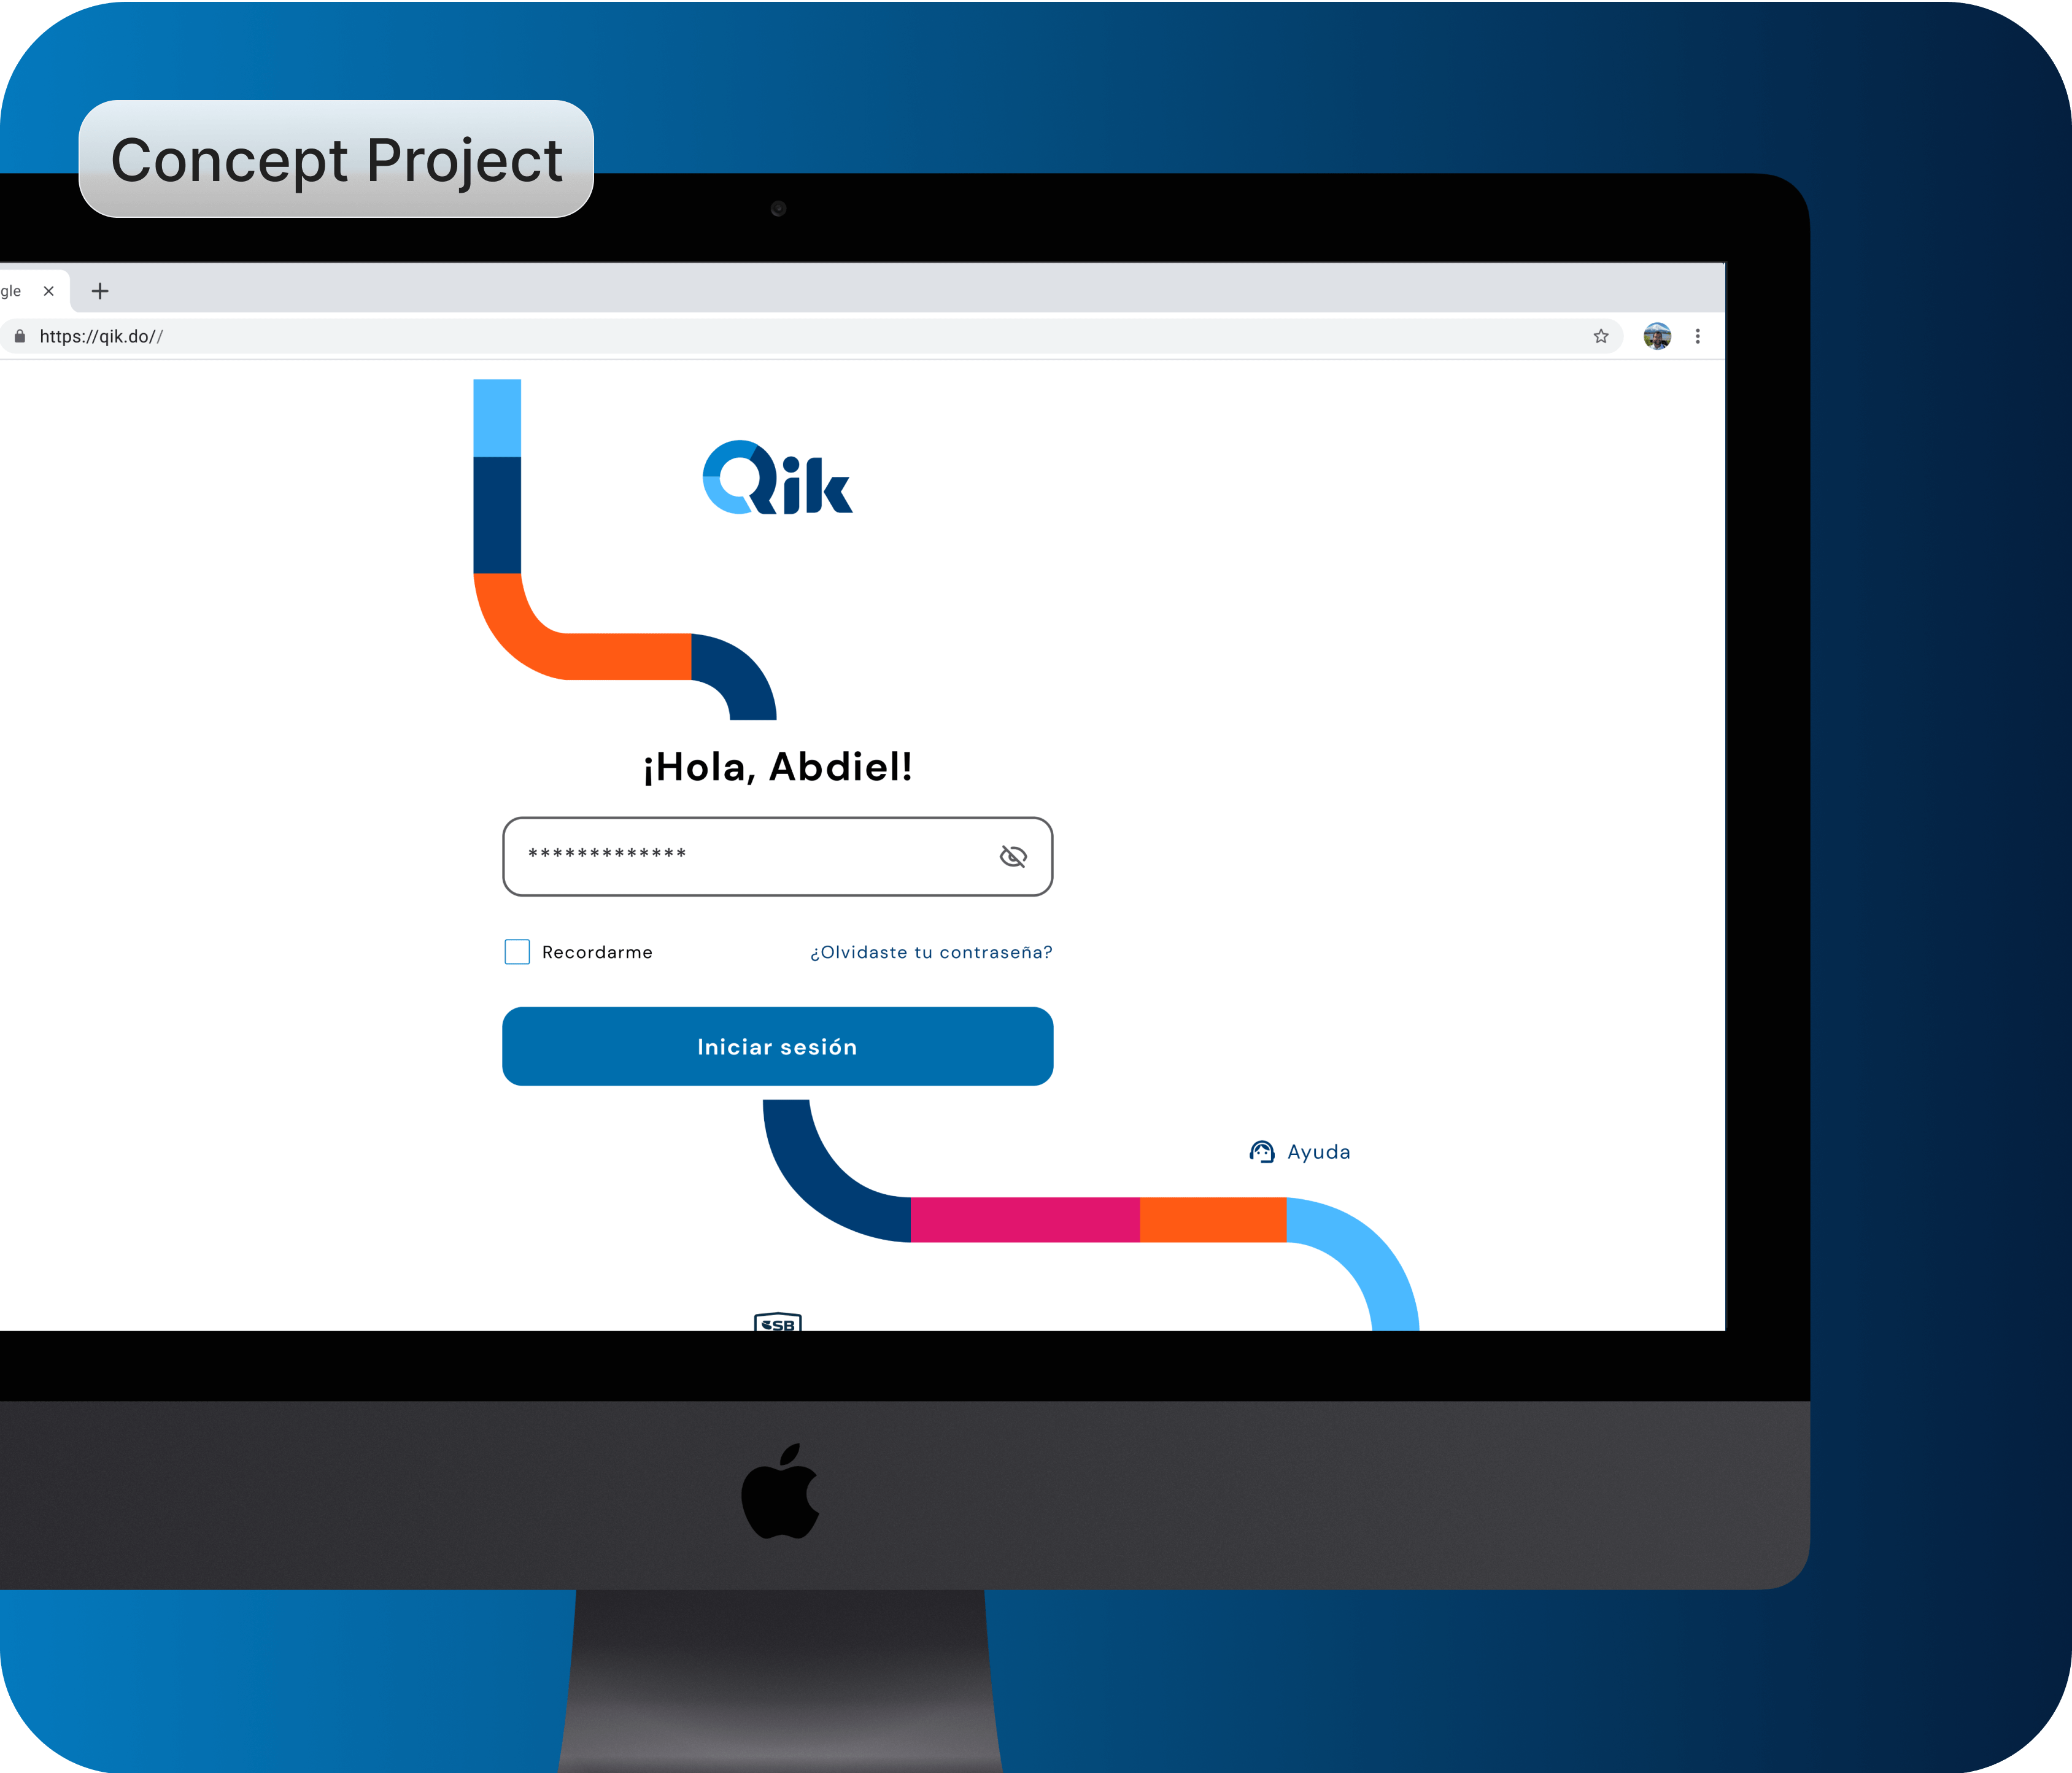 Concept Project
gle
https://qik.do//
Qik
¡Hola, Abdiel!
*************
Recordarme
¿Olvidaste tu contraseña?
Iniciar sesión
Ayuda
SB